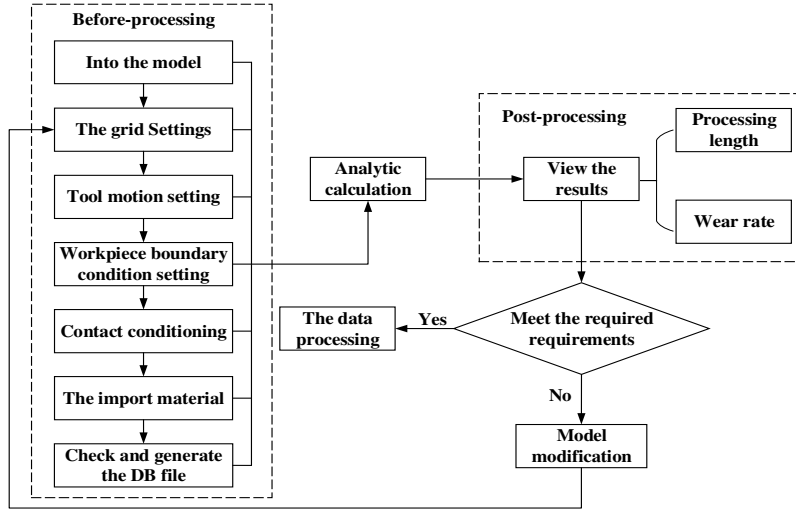 Before-processing
Into the model
The grid Settings
Tool motion setting
Workpiece boundary
condition setting
Contact conditioning
The import material
Check and generate
the DB file
Analytic
calculation
Post-processing
View the
results
Processing
length
Wear rate
Meet the required
requirements
Yes
The data
processing
No
Model
modification